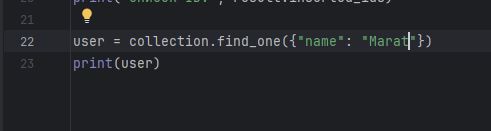 21
22 user = collection.find_one({"name": "Marat"})
23 print(user)